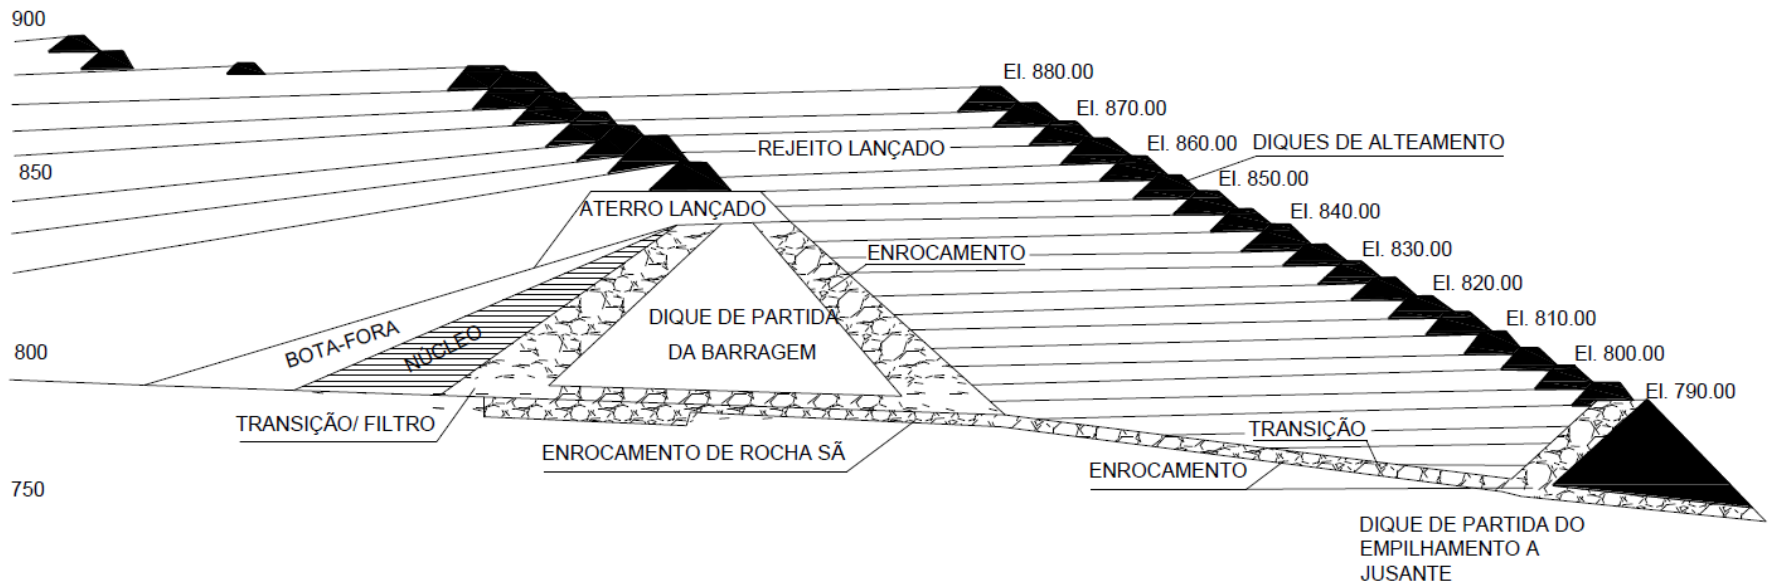 900
El. 880.00
El. 870.00
REJEITO LANÇADO
El. 860.00
DIQUES DE ALTEAMENTO
850
El. 850.00
ATERRO LANÇADO
El. 840.00
ENROCAMENTO
El. 830.00
El. 820.00
DIQUE DE PARTIDA
DA BARRAGEM
El. 810.00
BOTA-FORA
NÚCLEO
800
El. 800.00
El. 790.00
TRANSIÇÃO/ FILTRO
TRANSIÇÃO
ENROCAMENTO DE ROCHA SÃ
ENROCAMENTO
750
DIQUE DE PARTIDA DO
EMPILHAMENTO A
JUSANTE